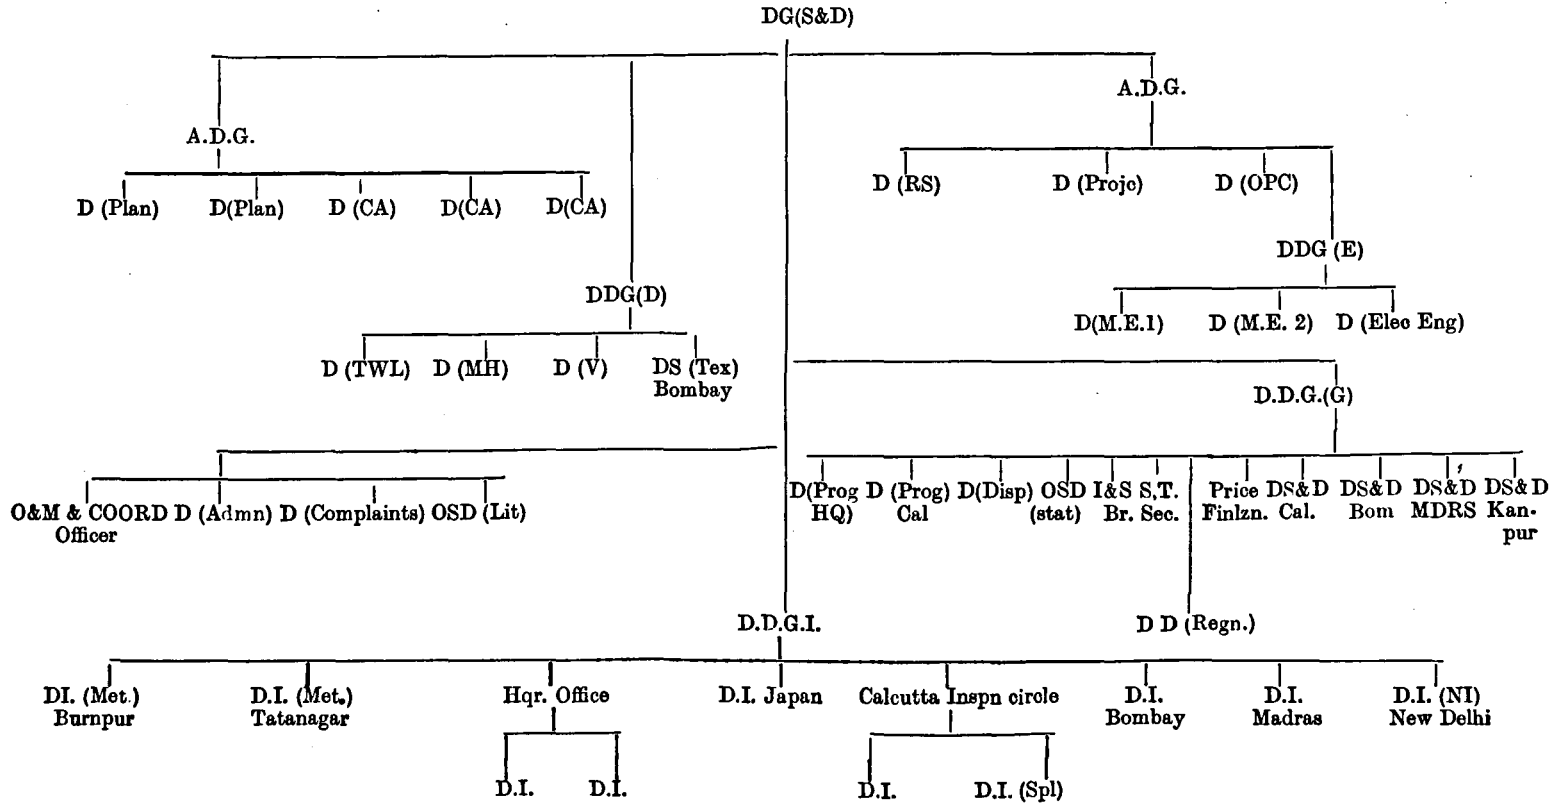 DG(S&D)
A.D.G.
A.D.G.
D (RS) D (Projc) D (OPC)
D (Plan) D(Plan) D (CA) D(CA) D(CA)
DDG (E)
DDG(D)
D(M.E.1) D (M.E. 2) D (Elec Eng)
D (TWL) D (MH) D (V) DS (Tex)
Bombay
D.D.G.(G)
D(Prog D (Prog) D(Disp) OSD I&S S.T. Price DS&D DS&D DS&D DS&D
HQ) Cal (stat) Br. Sec. Finlzn. Cal. Bom MDRS Kan-
pur
O&M & COORD D (Admn) D (Complaints) OSD (Lit)
Officer
D.D.G.I. D D (Regn.)
DI. (Met.) D.I. (Met.) Hqr. Office D.I. Japan Calcutta Inspn circle D.I. D.I. D.I. (NI)
Burnpur Tatanagar Bombay Madras New Delhi
D.I. D.I. D.I. D.I. (Spl)